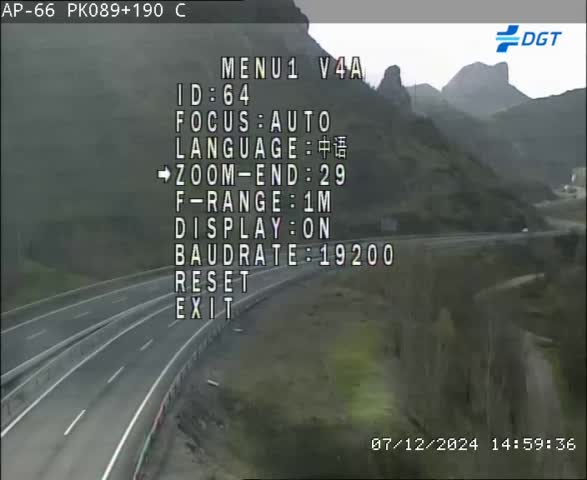 AP-66 PK089+190 C
DGT
MENU1 V4A
ID:64
FOCUS:AUTO
LANGUAGE:中语
ZOOM-END:29
F-RANGE:1M
DISPLAY:ON
BAUDRATE:19200
RESET
EXIT
07/12/2024 14:59:36